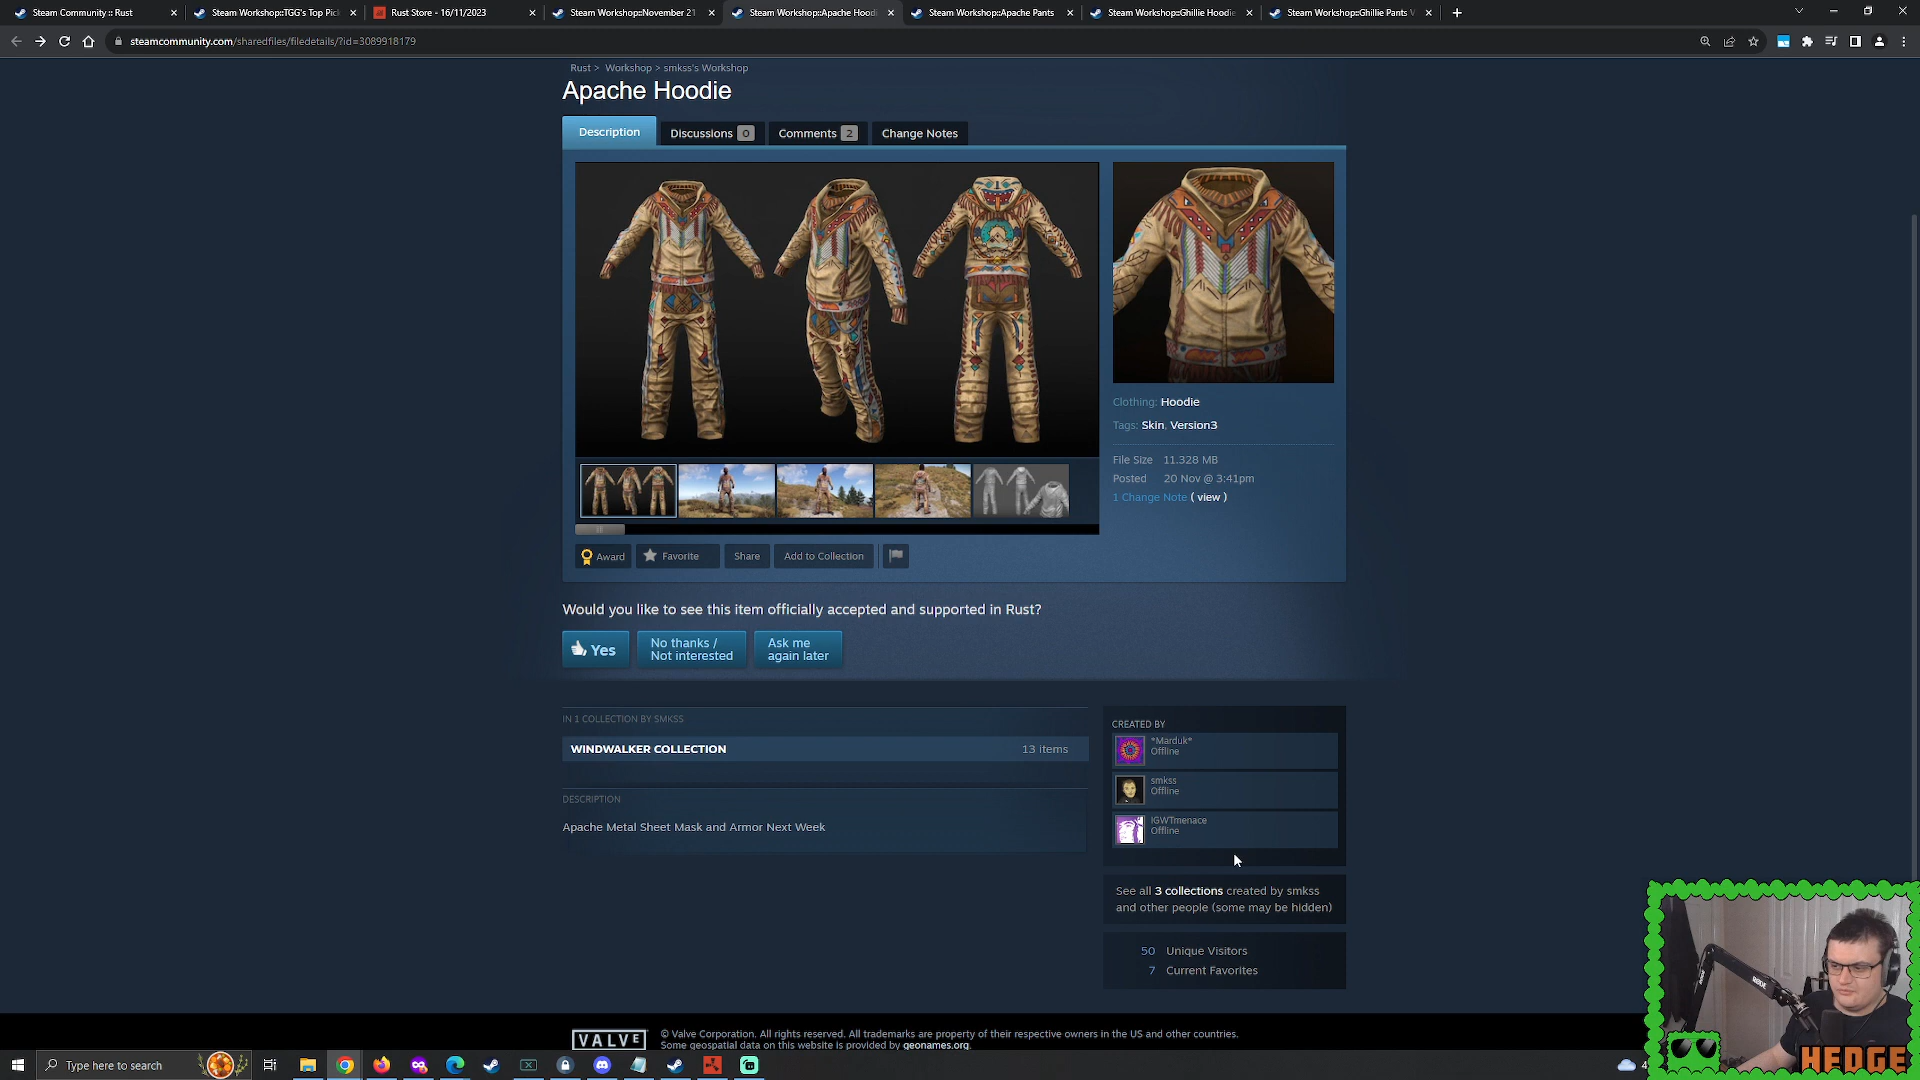 Steam Community :: Rust
Steam Workshop::TGG's Top Pick
Rust Store - 16/11/2023
Steam Workshop::November 21
Steam Workshop::Apache Hoodi
Steam Workshop::Apache Pants
Steam Workshop::Ghillie Hoodie
Steam Workshop::Ghillie Pants V
steamcommunity.com/sharedfiles/filedetails/?id=3089918179
Rust > Workshop > smkss's Workshop
Apache Hoodie
Description
Discussions 0
Comments 2
Change Notes
Clothing: Hoodie
Tags: Skin, Version3
File Size 11.328 MB
Posted 20 Nov @ 3:41pm
1 Change Note ( view )
Award
Favorite
Share
Add to Collection
Would you like to see this item officially accepted and supported in Rust?
Yes
No thanks /
Not interested
Ask me
again later
IN 1 COLLECTION BY SMKSS
WINDWALKER COLLECTION 13 items
DESCRIPTION
Apache Metal Sheet Mask and Armor Next Week
CREATED BY
*Marduk*
Offline
smkss
Offline
IGWTmenace
Offline
See all 3 collections created by smkss
and other people (some may be hidden)
50 Unique Visitors
7 Current Favorites
VALVE
© Valve Corporation. All rights reserved. All trademarks are property of their respective owners in the US and other countries.
Some geospatial data on this website is provided by geonames.org.
Type here to search
RØDE
HEDGE